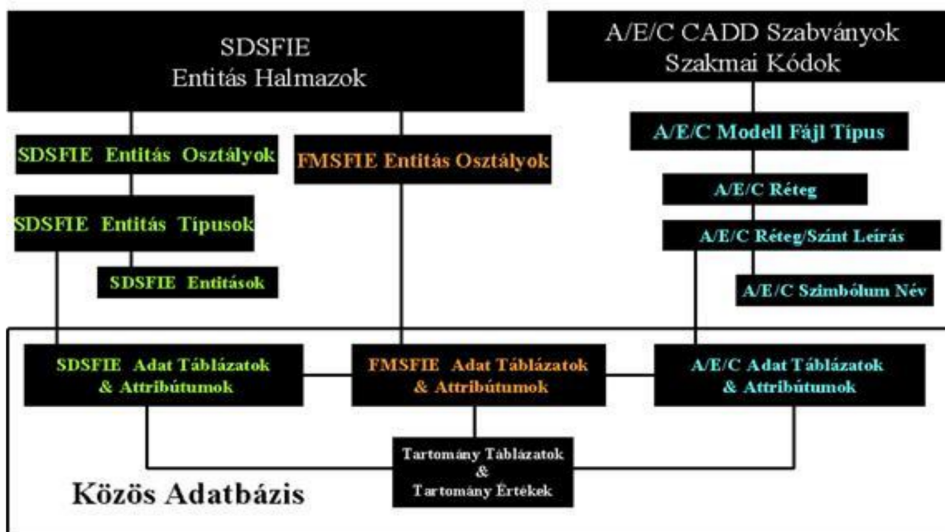 SDSFIE
Entitás Halmazok
A/E/C CADD Szabványok
Szakmai Kódok
SDSFIE Entitás Osztályok
FMSFIE Entitás Osztályok
A/E/C Modell Fájl Típus
A/E/C Réteg
SDSFIE Entitás Típusok
A/E/C Réteg/Szint Leírás
SDSFIE Entitások
A/E/C Szimbólum Név
SDSFIE Adat Táblázatok
& Attribútumok
FMSFIE Adat Táblázatok
& Attribútumok
A/E/C Adat Táblázatok
& Attribútumok
Tartomány Táblázatok
&
Tartomány Értékek
Közös Adatbázis